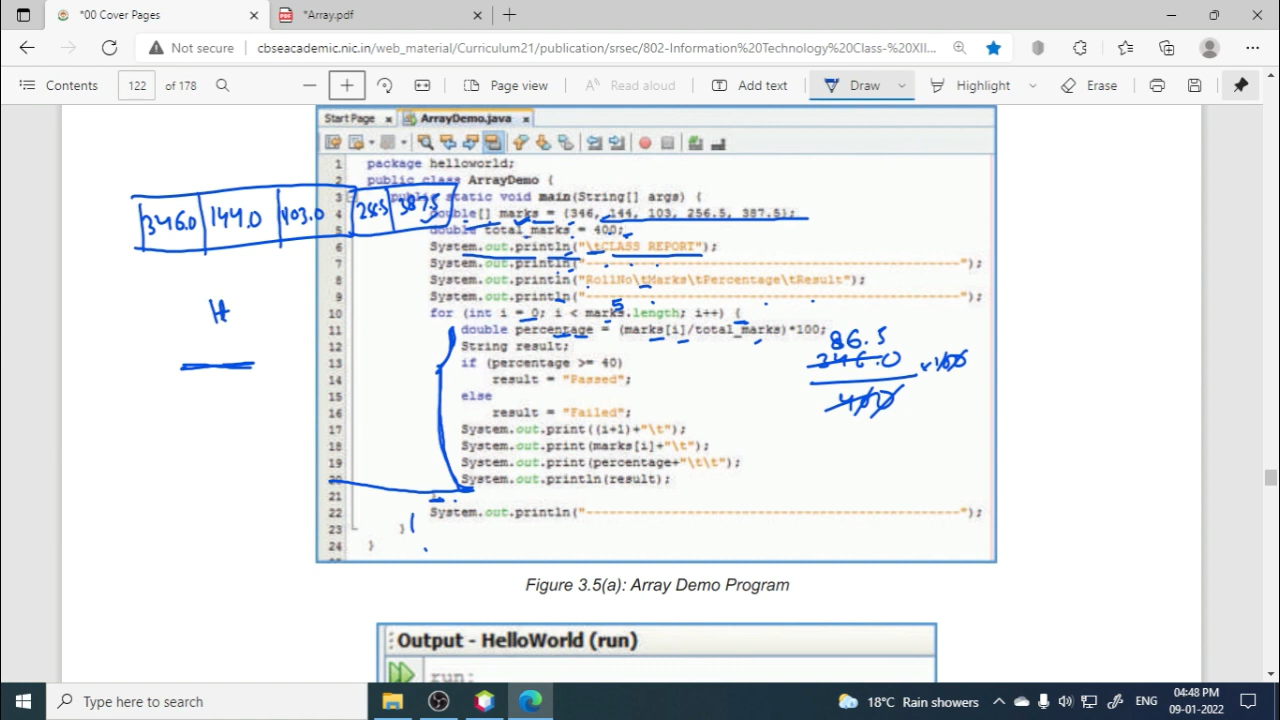 *00 Cover Pages
*Array.pdf
Not secure
cbseacademic.nic.in/web_material/Curriculum21/publication/srsec/802-Information%20Technology%20Class-%20XII...
Contents
122
of 178
Page view
Read aloud
Add text
Draw
Highlight
Erase
Start Page
ArrayDemo.java
1 package helloworld;
2 public class ArrayDemo {
3 public static void main(String[] args) {
4 double[] marks = {346, 144, 103, 256.5, 387.5};
5 double total_marks = 400;
6 System.out.println("\tCLASS REPORT");
7 System.out.println("-----------------------------------------------------");
8 System.out.println("RollNo\tMarks\tPercentage\tResult");
9 System.out.println("-----------------------------------------------------");
10 for (int i = 0; i < marks.length; i++) {
11 double percentage = (marks[i]/total_marks)*100;
12 String result;
13 if (percentage >= 40)
14 result = "Passed";
15 else
16 result = "Failed";
17 System.out.print((i+1)+"\t");
18 System.out.print(marks[i]+"\t");
19 System.out.print(percentage+"\t\t");
20 System.out.println(result);
21 }
22 System.out.println("-----------------------------------------------------");
23 }
24 }
346.0 144.0 103.0 387.5
5
86.5
346.0 ×100
400
Figure 3.5(a): Array Demo Program
Output - HelloWorld (run)
run:
Type here to search
18°C Rain showers
ENG
04:48 PM
09-01-2022